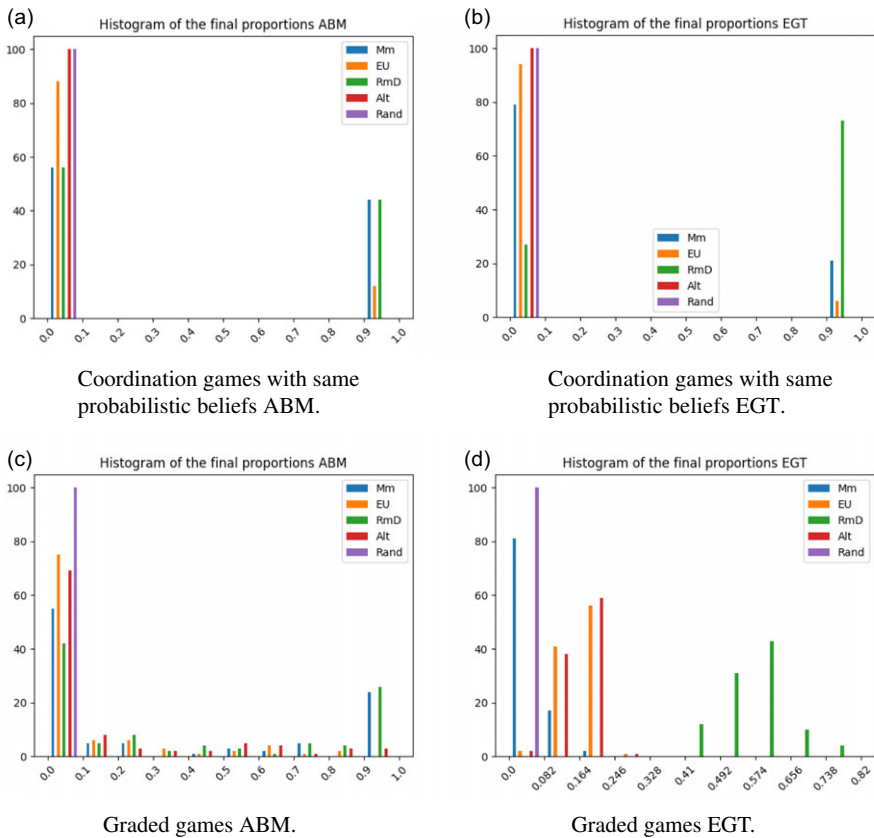 (a)
Histogram of the final proportions ABM
100
80
60
40
20
0
0.0 0.1 0.2 0.3 0.4 0.5 0.6 0.7 0.8 0.9 1.0
Mm
EU
RmD
Alt
Rand
Coordination games with same
probabilistic beliefs ABM.
(b)
Histogram of the final proportions EGT
100
80
60
40
20
0
0.0 0.1 0.2 0.3 0.4 0.5 0.6 0.7 0.8 0.9 1.0
Mm
EU
RmD
Alt
Rand
Coordination games with same
probabilistic beliefs EGT.
(c)
Histogram of the final proportions ABM
100
80
60
40
20
0
0.0 0.1 0.2 0.3 0.4 0.5 0.6 0.7 0.8 0.9 1.0
Mm
EU
RmD
Alt
Rand
Graded games ABM.
(d)
Histogram of the final proportions EGT
100
80
60
40
20
0
0.0 0.082 0.164 0.246 0.328 0.41 0.492 0.574 0.656 0.738 0.82
Mm
EU
RmD
Alt
Rand
Graded games EGT.